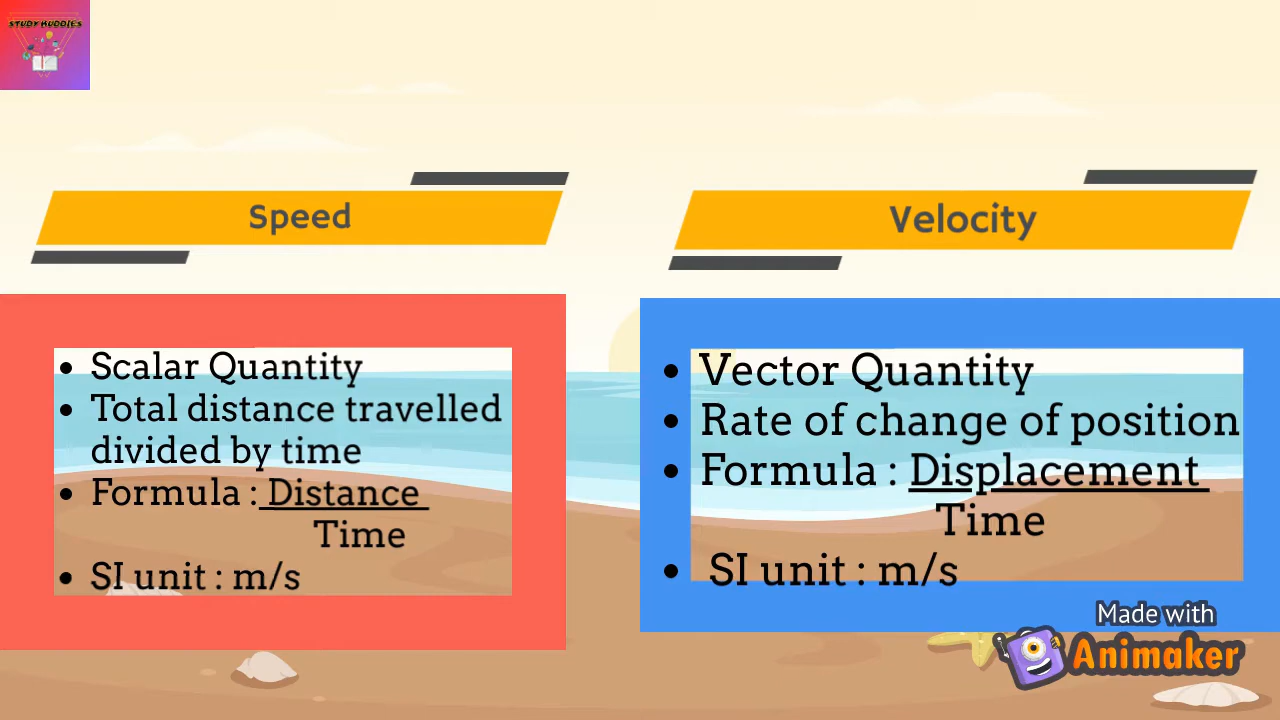 STUDY KUDDIES
Speed
• Scalar Quantity
• Total distance travelled
divided by time
• Formula : Distance
Time
• SI unit : m/s
Velocity
• Vector Quantity
• Rate of change of position
• Formula : Displacement
Time
• SI unit : m/s
Made with
Animaker